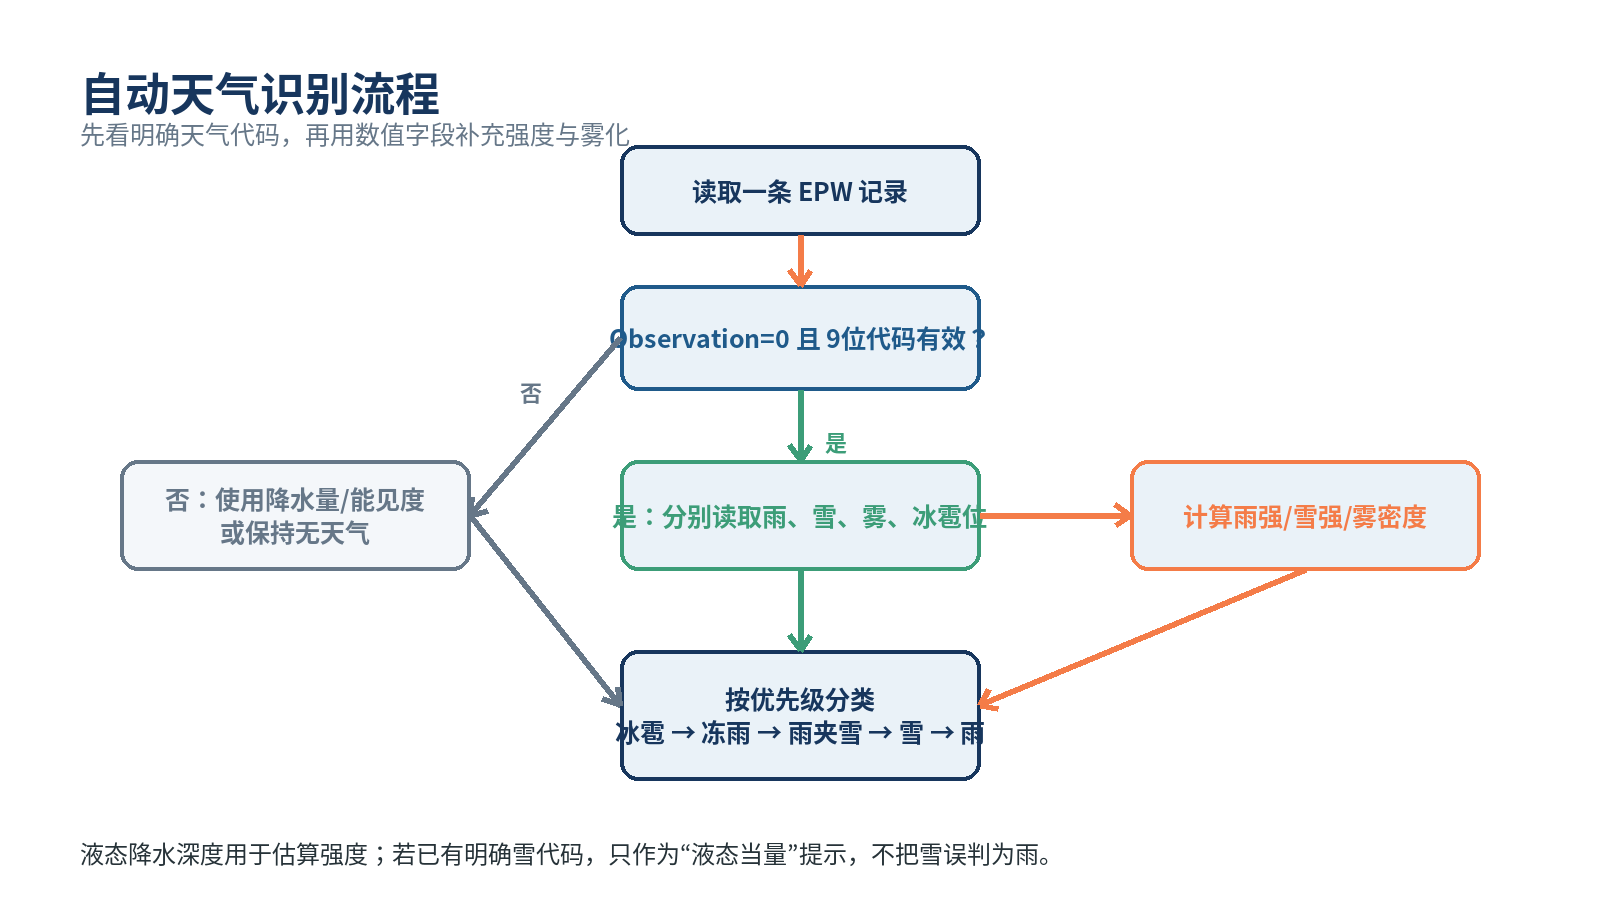 自动天气识别流程
先看明确天气代码，再用数值字段补充强度与雾化
读取一条 EPW 记录
Observation=0 且 9位代码有效？
否
是
否：使用降水量/能见度
或保持无天气
是：分别读取雨、雪、雾、冰雹位
计算雨强/雪强/雾密度
按优先级分类
冰雹 → 冻雨 → 雨夹雪 → 雪 → 雨
液态降水深度用于估算强度；若已有明确雪代码，只作为“液态当量”提示，不把雪误判为雨。